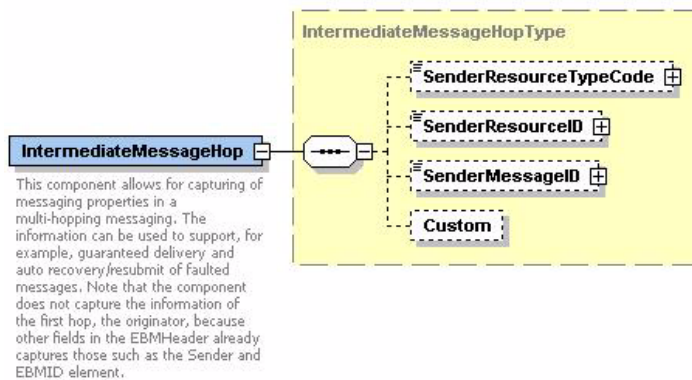 IntermediateMessageHopType
SenderResourceTypeCode
SenderResourceID
IntermediateMessageHop
SenderMessageID
Custom
This component allows for capturing of
messaging properties in a
multi-hopping messaging. The
information can be used to support, for
example, guaranteed delivery and
auto recovery/resubmit of faulted
messages. Note that the component
does not capture the information of
the first hop, the originator, because
other fields in the EBMHeader already
captures those such as the Sender and
EBMID element.